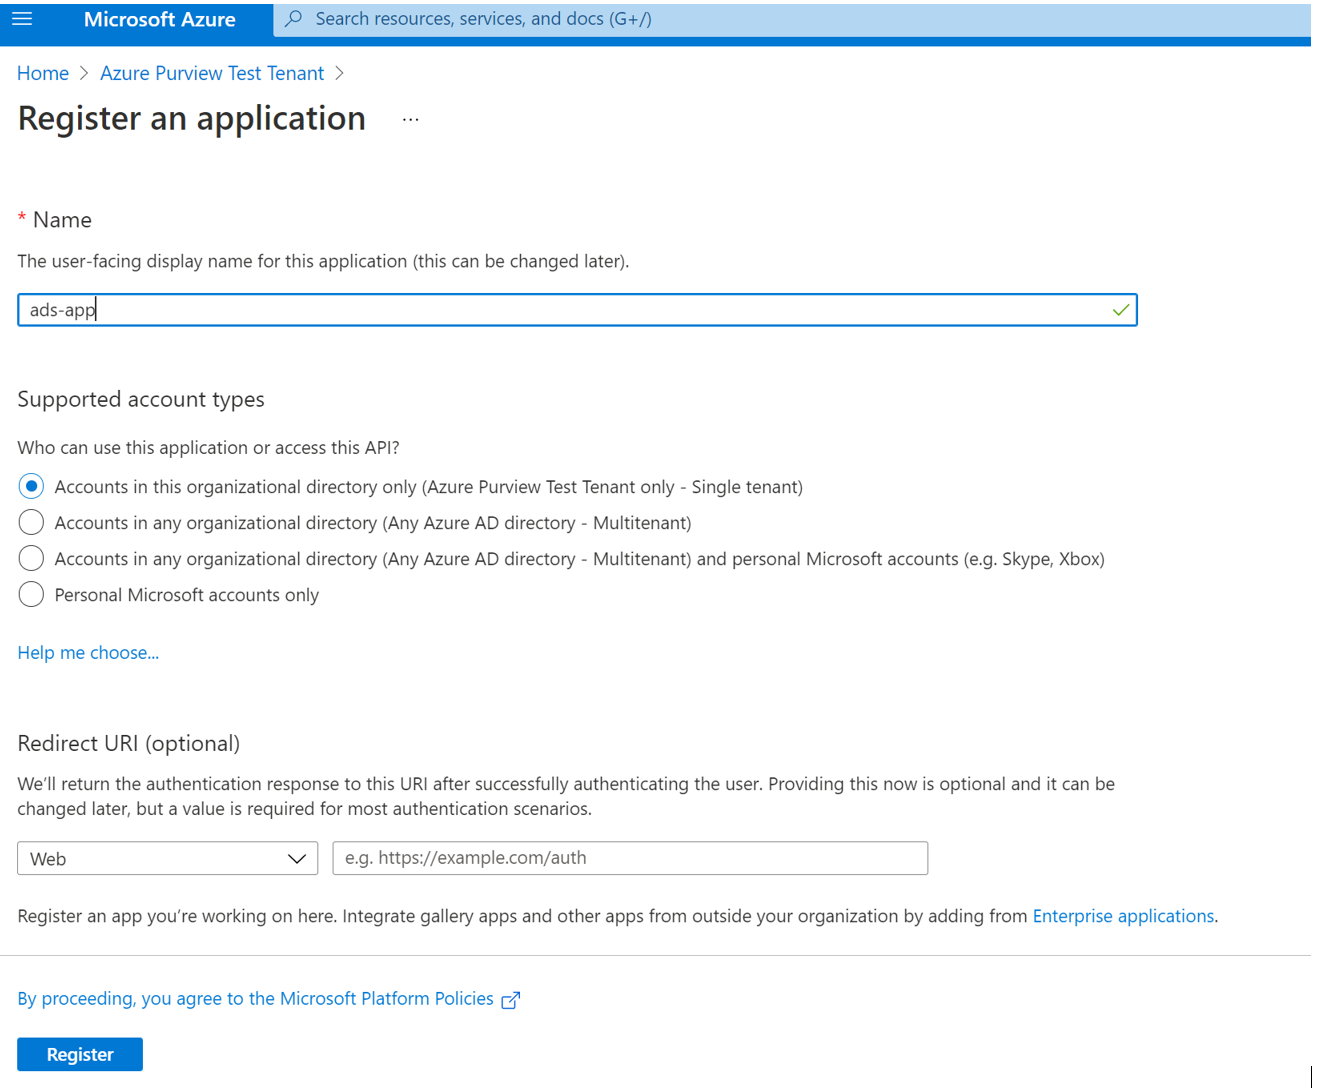 Microsoft Azure
Search resources, services, and docs (G+/)
Home > Azure Purview Test Tenant >
Register an application ...
* Name
The user-facing display name for this application (this can be changed later).
ads-app
Supported account types
Who can use this application or access this API?
Accounts in this organizational directory only (Azure Purview Test Tenant only - Single tenant)
Accounts in any organizational directory (Any Azure AD directory - Multitenant)
Accounts in any organizational directory (Any Azure AD directory - Multitenant) and personal Microsoft accounts (e.g. Skype, Xbox)
Personal Microsoft accounts only
Help me choose...
Redirect URI (optional)
We’ll return the authentication response to this URI after successfully authenticating the user. Providing this now is optional and it can be
changed later, but a value is required for most authentication scenarios.
Web
e.g. https://example.com/auth
Register an app you’re working on here. Integrate gallery apps and other apps from outside your organization by adding from Enterprise applications.
By proceeding, you agree to the Microsoft Platform Policies
Register